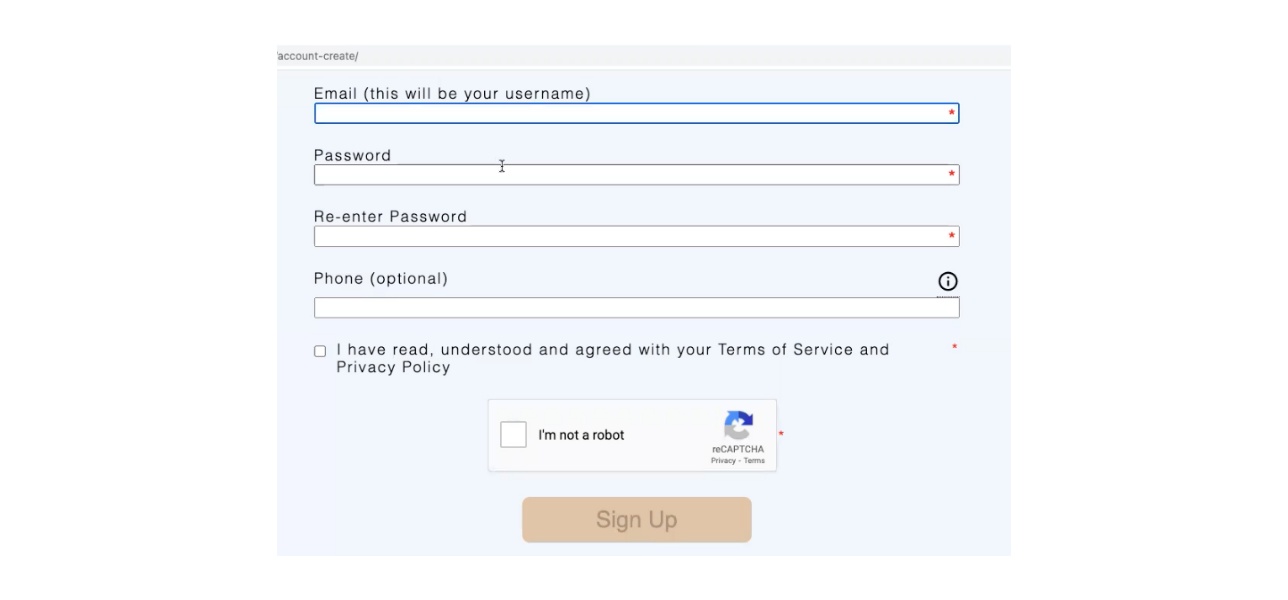 /account-create/
Email (this will be your username)
*
Password
*
Re-enter Password
*
Phone (optional)
i
I have read, understood and agreed with your Terms of Service and
*
Privacy Policy
I'm not a robot
*
reCAPTCHA
Privacy - Terms
Sign Up